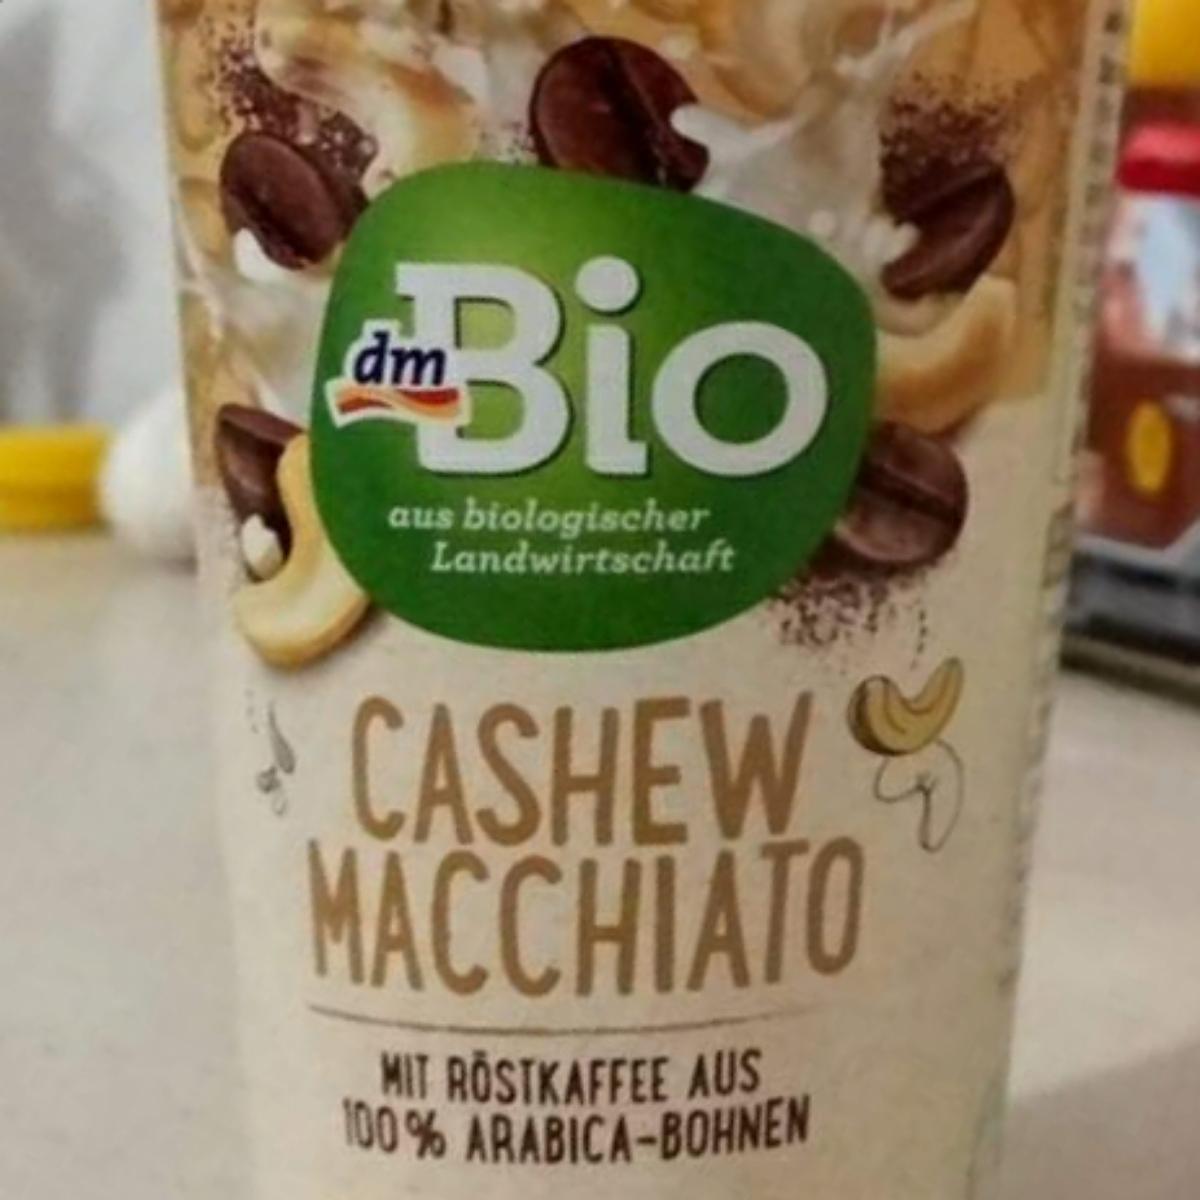 dm
Bio
aus biologischer
Landwirtschaft
CASHEW
MACCHIATO
MIT RÖSTKAFFEE AUS
100% ARABICA-BOHNEN